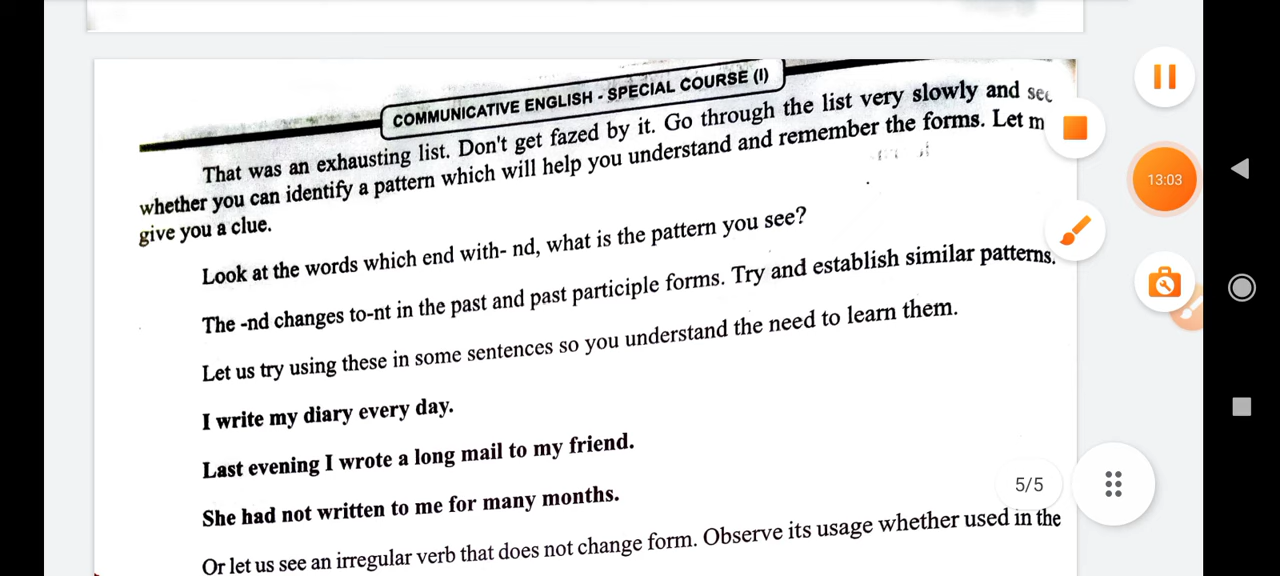 COMMUNICATIVE ENGLISH - SPECIAL COURSE (I)
That was an exhausting list. Don't get fazed by it. Go through the list very slowly and see
whether you can identify a pattern which will help you understand and remember the forms. Let m
give you a clue.
Look at the words which end with- nd, what is the pattern you see?
The -nd changes to-nt in the past and past participle forms. Try and establish similar patterns.
Let us try using these in some sentences so you understand the need to learn them.
I write my diary every day.
Last evening I wrote a long mail to my friend.
She had not written to me for many months.
Or let us see an irregular verb that does not change form. Observe its usage whether used in the
13:03
5/5